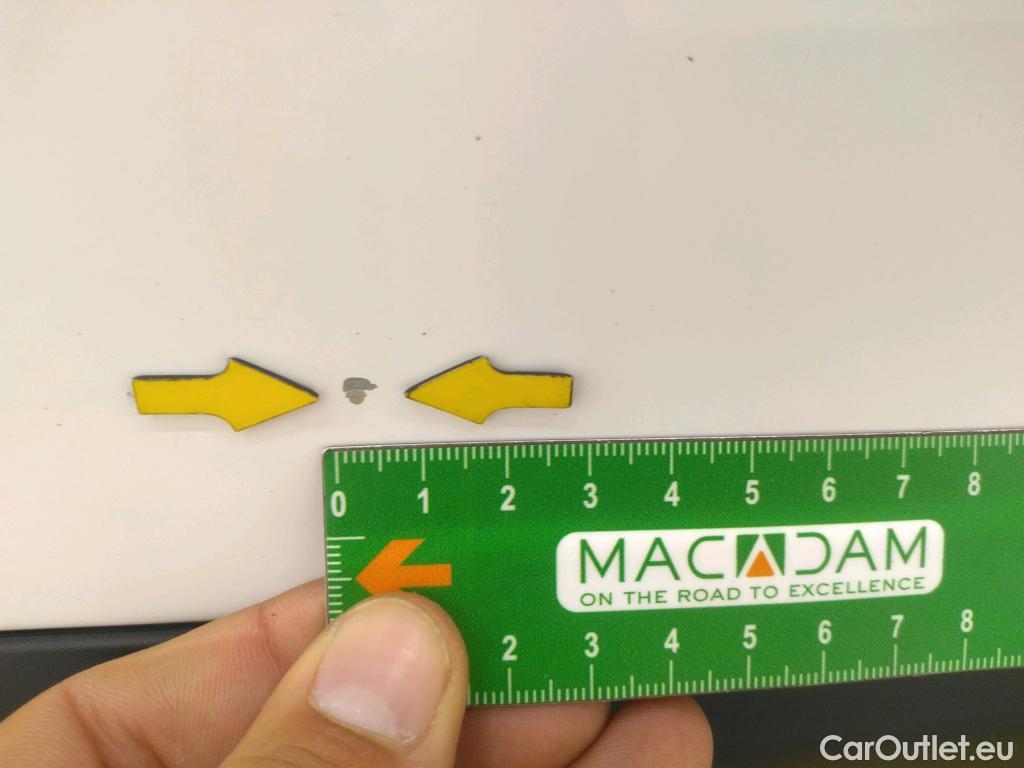 0 1 2 3 4 5 6 7 8
MACADAM
ON THE ROAD TO EXCELLENCE
2 3 4 5 6 7 8
CarOutlet.eu